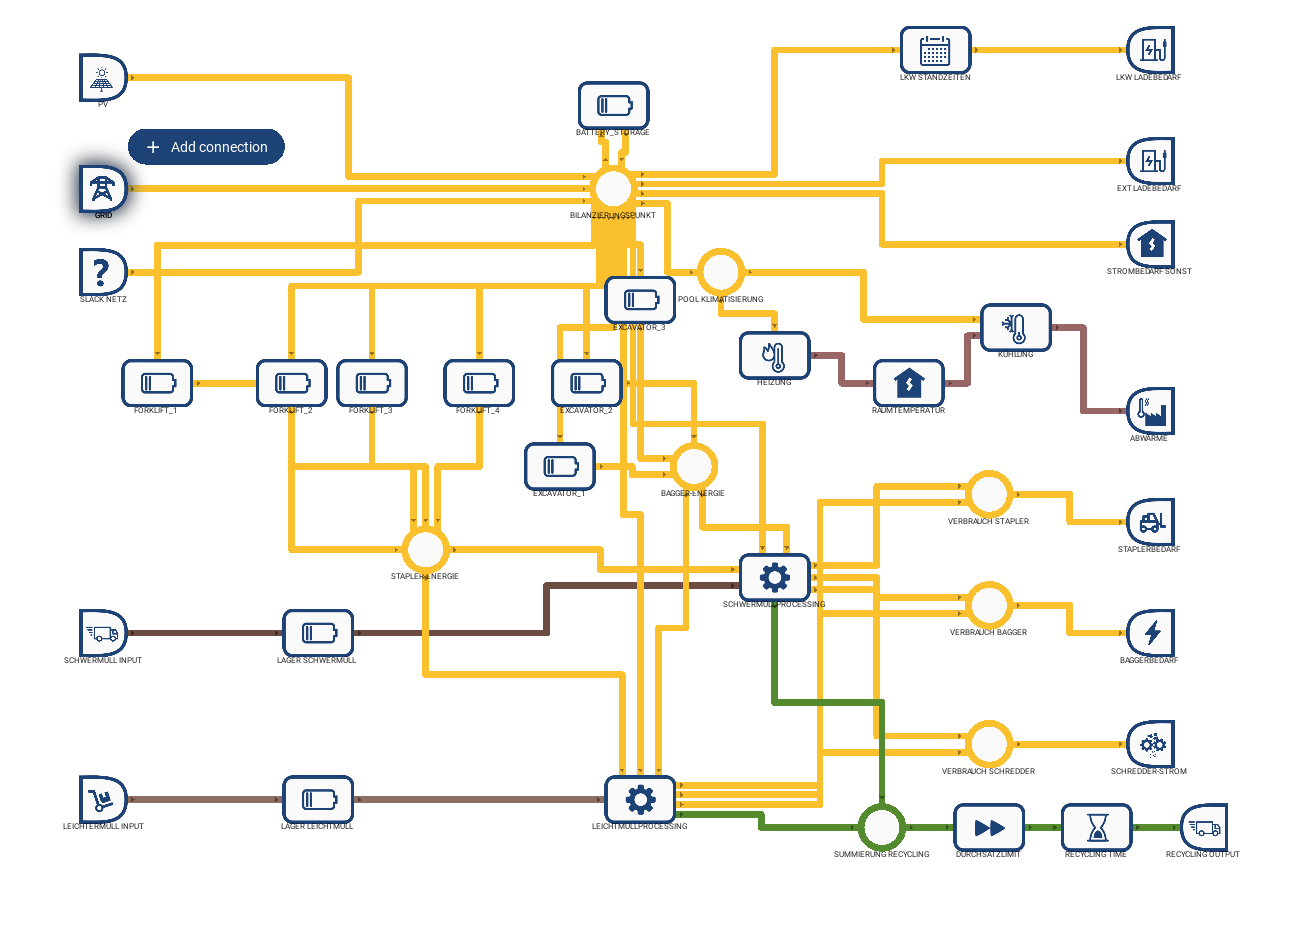 LKW STANDZEITEN
LKW LADEBEDARF
PV
BATTERY_STORAGE
+ Add connection
EXT LADEBEDARF
GRID
BILANZIERUNGSPUNKT
STROMBEDARF SONST
SLACK NETZ
POOL KLIMATISIERUNG
EXCAVATOR_3
KÜHLUNG
HEIZUNG
FORKLIFT_1
FORKLIFT_2
FORKLIFT_3
FORKLIFT_4
EXCAVATOR_2
RAUMTEMPERATUR
ABWÄRME
EXCAVATOR_1
BAGGER-ENERGIE
VERBRAUCH STAPLER
STAPLERBEDARF
STAPLER-ENERGIE
SCHWERMÜLLPROCESSING
VERBRAUCH BAGGER
SCHWERMÜLL INPUT
LAGER SCHWERMÜLL
BAGGERBEDARF
VERBRAUCH SCHREDDER
SCHREDDER-STROM
LEICHTERMÜLL INPUT
LAGER LEICHTMÜLL
LEICHTMÜLLPROCESSING
SUMMIERUNG RECYCLING
DURCHSATZLIMIT
RECYCLING TIME
RECYCLING OUTPUT